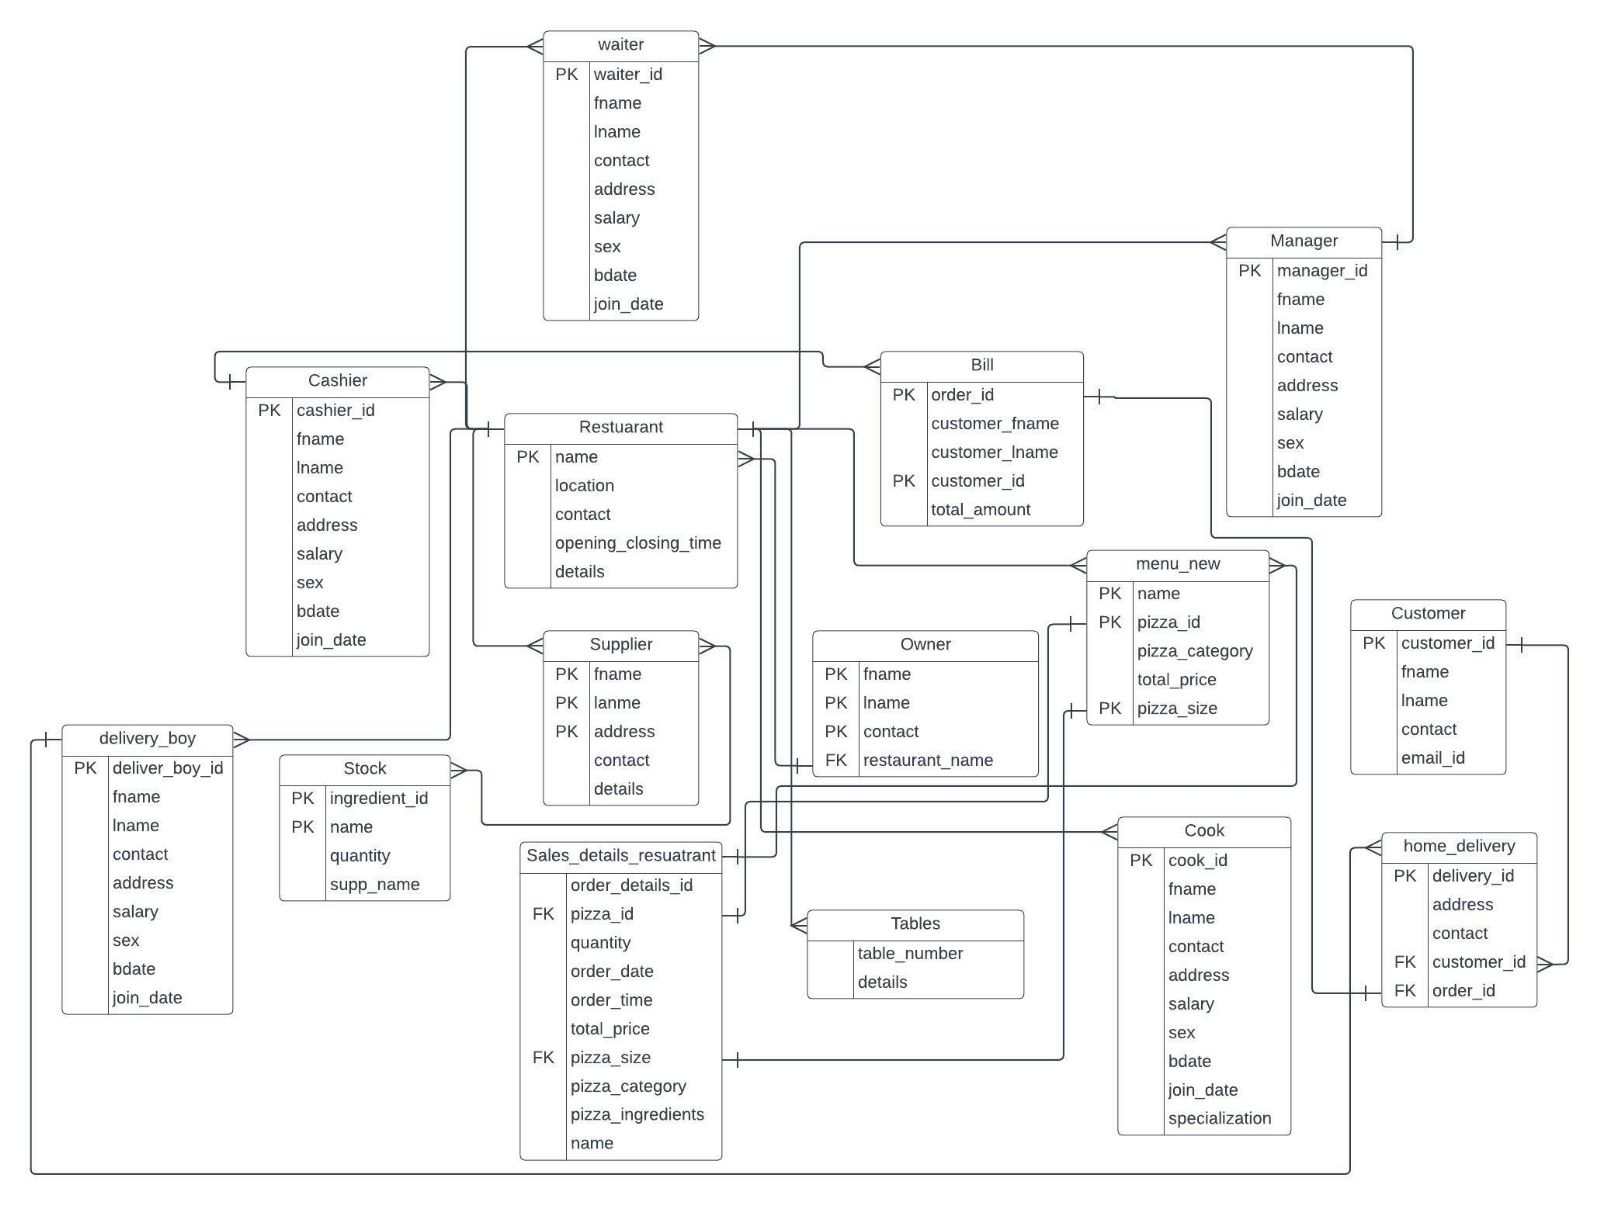 waiter
PK waiter_id
fname
lname
contact
address
salary
sex
bdate
join_date
Manager
PK manager_id
fname
lname
contact
address
salary
sex
bdate
join_date
Cashier
PK cashier_id
fname
lname
contact
address
salary
sex
bdate
join_date
Restuarant
PK name
location
contact
opening_closing_time
details
Bill
PK order_id
customer_fname
customer_lname
PK customer_id
total_amount
menu_new
PK name
PK pizza_id
pizza_category
total_price
PK pizza_size
Customer
PK customer_id
fname
lname
contact
email_id
Supplier
PK fname
PK lanme
PK address
contact
details
Owner
PK fname
PK lname
PK contact
FK restaurant_name
delivery_boy
PK deliver_boy_id
fname
lname
contact
address
salary
sex
bdate
join_date
Stock
PK ingredient_id
PK name
quantity
supp_name
Sales_details_resuatrant
order_details_id
FK pizza_id
quantity
order_date
order_time
total_price
FK pizza_size
pizza_category
pizza_ingredients
name
Tables
table_number
details
Cook
PK cook_id
fname
lname
contact
address
salary
sex
bdate
join_date
specialization
home_delivery
PK delivery_id
address
contact
FK customer_id
FK order_id